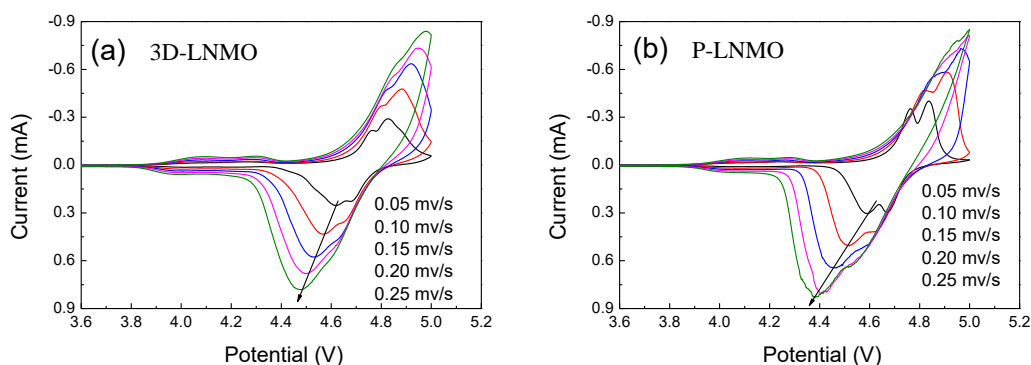 (a) 3D-LNMO
-0.9
-0.6
-0.3
0.0
0.3
0.6
0.9
Current (mA)
0.05 mv/s
0.10 mv/s
0.15 mv/s
0.20 mv/s
0.25 mv/s
3.6 4.0 4.2 4.4 4.6 4.8 5.0 5.2
Potential (V)
(b) P-LNMO
-0.9
-0.6
-0.3
0.0
0.3
0.6
0.9
Current (mA)
0.05 mv/s
0.10 mv/s
0.15 mv/s
0.20 mv/s
0.25 mv/s
3.6 3.8 4.0 4.2 4.4 4.6 4.8 5.0 5.2
Potential (V)